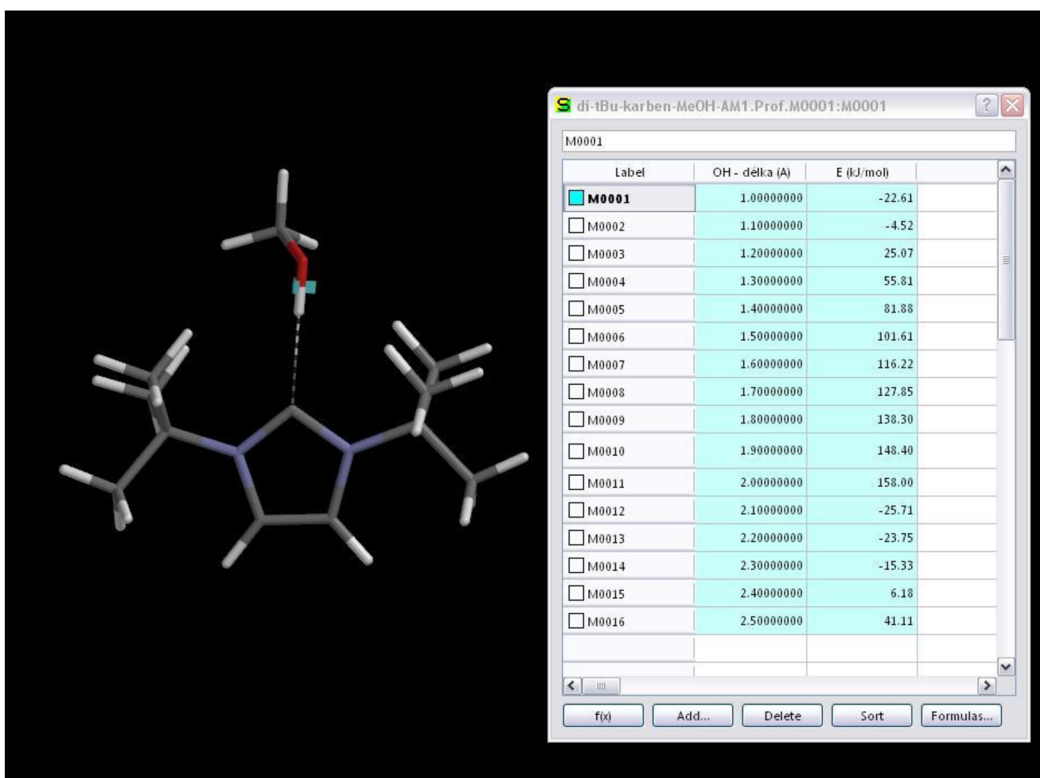 S di-tBu-karben-MeOH-AM1.Prof.M0001:M0001 ?
M0001
Label OH - délka (A) E (kJ/mol)
M0001 1.00000000 -22.61
M0002 1.10000000 -4.52
M0003 1.20000000 25.07
M0004 1.30000000 55.81
M0005 1.40000000 81.88
M0006 1.50000000 101.61
M0007 1.60000000 116.22
M0008 1.70000000 127.85
M0009 1.80000000 138.30
M0010 1.90000000 148.40
M0011 2.00000000 158.00
M0012 2.10000000 -25.71
M0013 2.20000000 -23.75
M0014 2.30000000 -15.33
M0015 2.40000000 6.18
M0016 2.50000000 41.11
f(x) Add... Delete Sort Formulas...